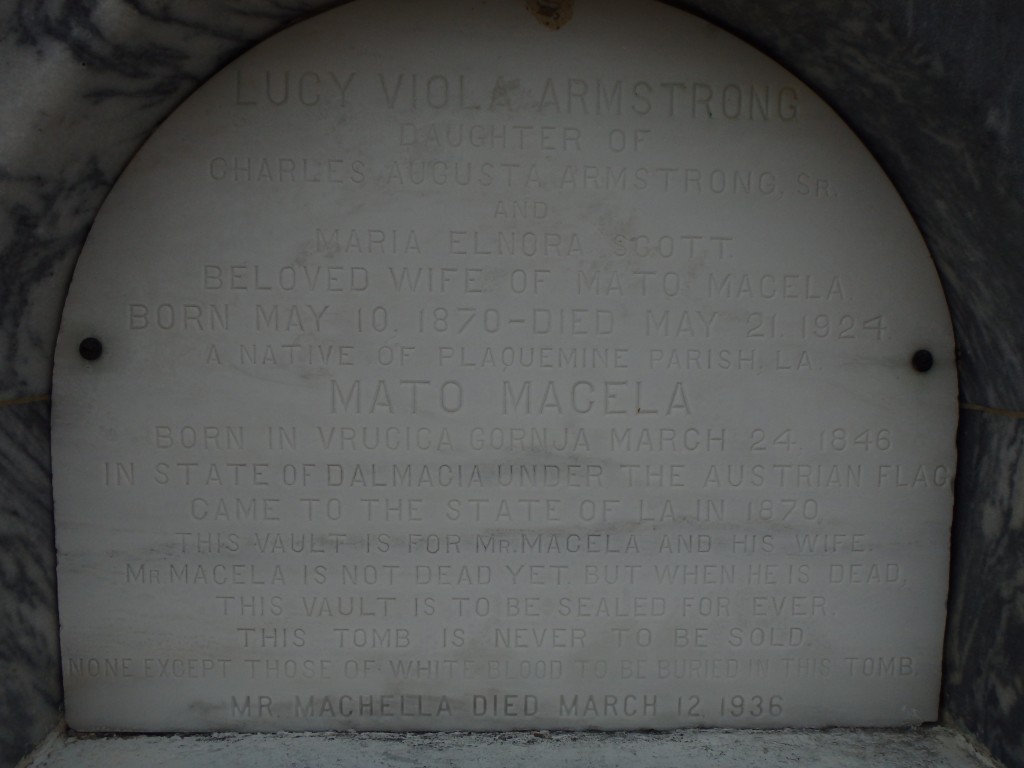 LUCY VIOLA ARMSTRONG
DAUGHTER OF
CHARLES AUGUSTA ARMSTRONG, SR.
AND
MARIA ELNORA SCOTT.
BELOVED WIFE OF MATO MACELA.
BORN MAY 10. 1870-DIED MAY 21. 1924.
A NATIVE OF PLAQUEMINE PARISH. LA.
MATO MACELA
BORN IN VRUCICA GORNJA MARCH 24. 1846
IN STATE OF DALMACIA UNDER THE AUSTRIAN FLAG
CAME TO THE STATE OF LA. IN 1870.
THIS VAULT IS FOR MR. MACELA AND HIS WIFE.
MR MACELA IS NOT DEAD YET. BUT WHEN HE IS DEAD,
THIS VAULT IS TO BE SEALED FOR EVER.
THIS TOMB IS NEVER TO BE SOLD.
NONE EXCEPT THOSE OF WHITE BLOOD TO BE BURIED IN THIS TOMB.
MR. MACHELLA DIED MARCH 12, 1936